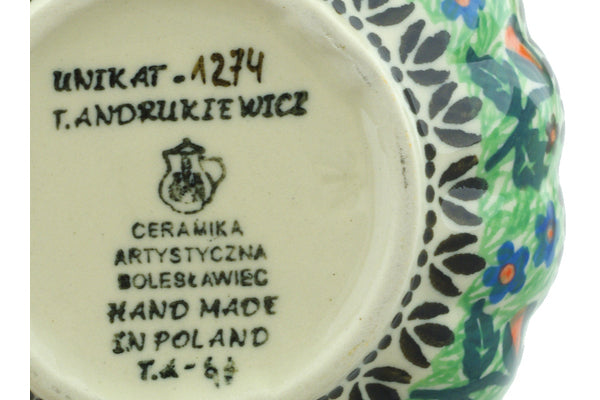 UNIKAT-1274
T.ANDRUKIEWICZ
CERAMIKA
ARTYSTYCZNA
BOLESŁAWIEC
HAND MADE
IN POLAND